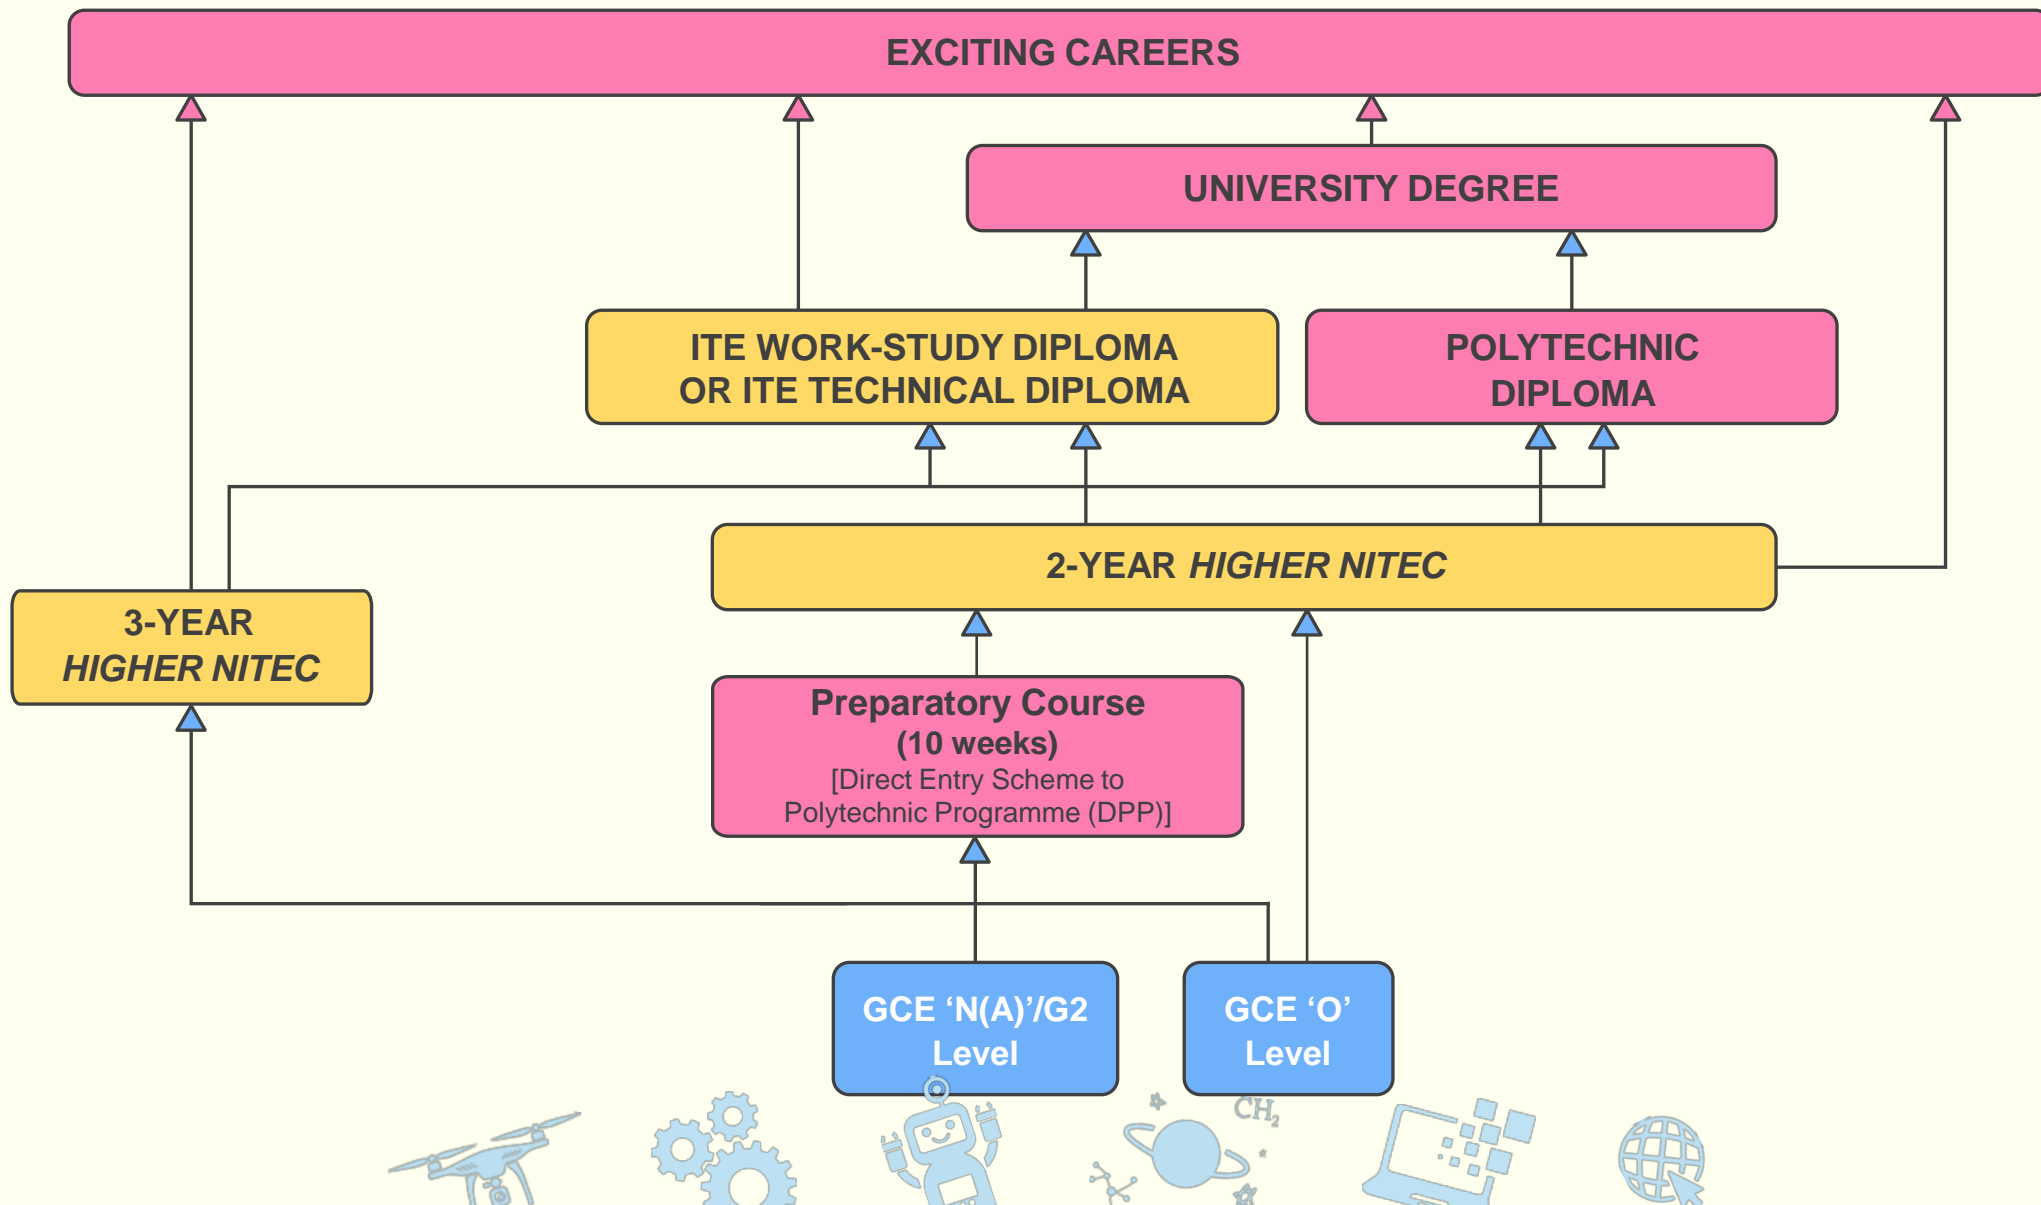 EXCITING CAREERS
UNIVERSITY DEGREE
ITE WORK-STUDY DIPLOMA
OR ITE TECHNICAL DIPLOMA
POLYTECHNIC
DIPLOMA
2-YEAR HIGHER NITEC
3-YEAR
HIGHER NITEC
Preparatory Course
(10 weeks)
[Direct Entry Scheme to
Polytechnic Programme (DPP)]
GCE ‘N(A)’/G2
Level
GCE ‘O’
Level
CH₂